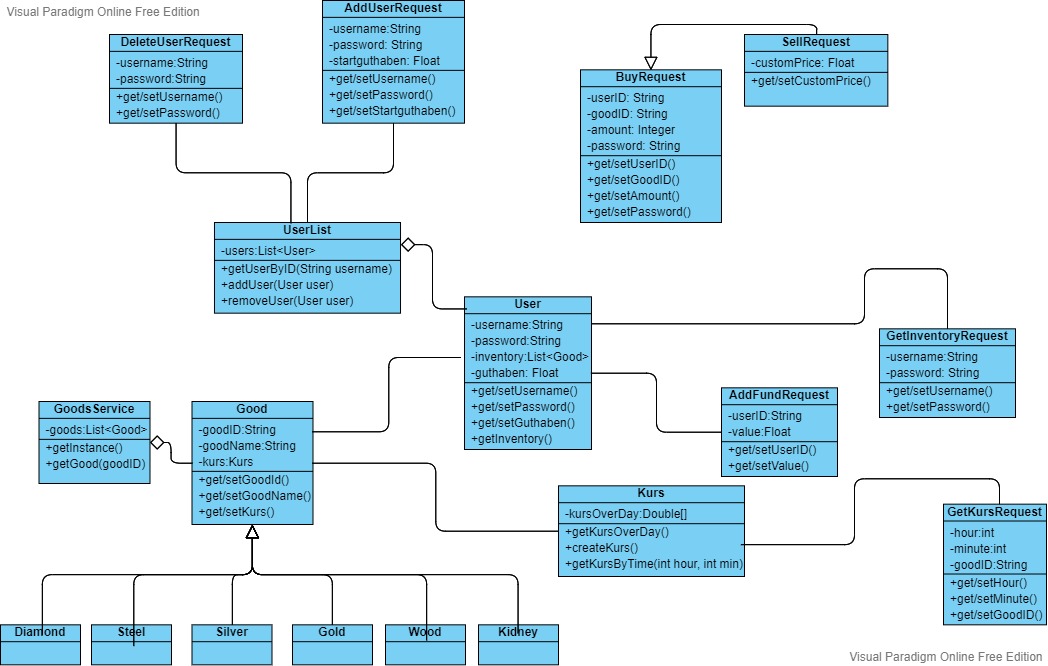 Visual Paradigm Online Free Edition
AddUserRequest
-username:String
-password: String
-startguthaben: Float
+get/setUsername()
+get/setPassword()
+get/setStartguthaben()
DeleteUserRequest
-username:String
-password:String
+get/setUsername()
+get/setPassword()
SellRequest
-customPrice: Float
+get/setCustomPrice()
BuyRequest
-userID: String
-goodID: String
-amount: Integer
-password: String
+get/setUserID()
+get/setGoodID()
+get/setAmount()
+get/setPassword()
UserList
-users:List<User>
+getUserByID(String username)
+addUser(User user)
+removeUser(User user)
User
-username:String
-password:String
-inventory:List<Good>
-guthaben: Float
+get/setUsername()
+get/setPassword()
+get/setGuthaben()
+getInventory()
GetInventoryRequest
-username:String
-password: String
+get/setUsername()
+get/setPassword()
AddFundRequest
-userID:String
-value:Float
+get/setUserID()
+get/setValue()
GoodsService
-goods:List<Good>
+getInstance()
+getGood(goodID)
Good
-goodID:String
-goodName:String
-kurs:Kurs
+get/setGoodId()
+get/setGoodName()
+get/setKurs()
Kurs
-kursOverDay:Double[]
+getKursOverDay()
+createKurs()
+getKursByTime(int hour, int min)
GetKursRequest
-hour:int
-minute:int
-goodID:String
+get/setHour()
+get/setMinute()
+get/setGoodID()
Diamond
Steel
Silver
Gold
Wood
Kidney
Visual Paradigm Online Free Edition